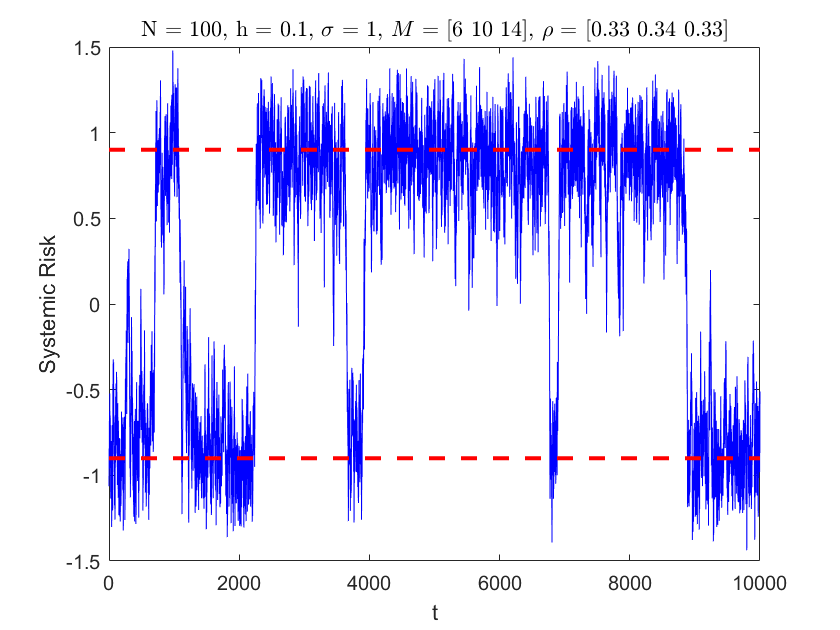 N = 100, h = 0.1, σ = 1, M = [6 10 14], ρ = [0.33 0.34 0.33]
1.5
1
0.5
0
-0.5
-1
-1.5
Systemic Risk
0 2000 4000 6000 8000 10000
t